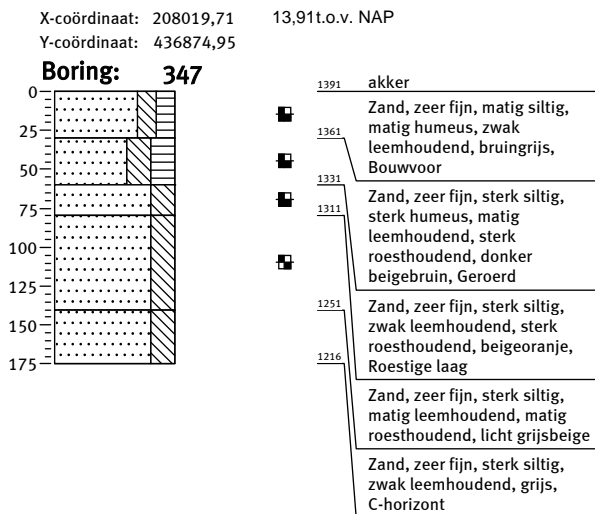 X-coördinaat: 208019,71 13,91t.o.v. NAP
Y-coördinaat: 436874,95
Boring: 347
0
25
50
75
100
125
150
175
1391 akker
Zand, zeer fijn, matig siltig,
matig humeus, zwak
leemhoudend, bruingrijs,
Bouwvoor
1361
Zand, zeer fijn, sterk siltig,
sterk humeus, matig
leemhoudend, sterk
roesthoudend, donker
beigebruin, Geroerd
1331
1311
Zand, zeer fijn, sterk siltig,
zwak leemhoudend, sterk
roesthoudend, beigeoranje,
Roestige laag
1251
Zand, zeer fijn, sterk siltig,
matig leemhoudend, matig
roesthoudend, licht grijsbeige
1216
Zand, zeer fijn, sterk siltig,
zwak leemhoudend, grijs,
C-horizont